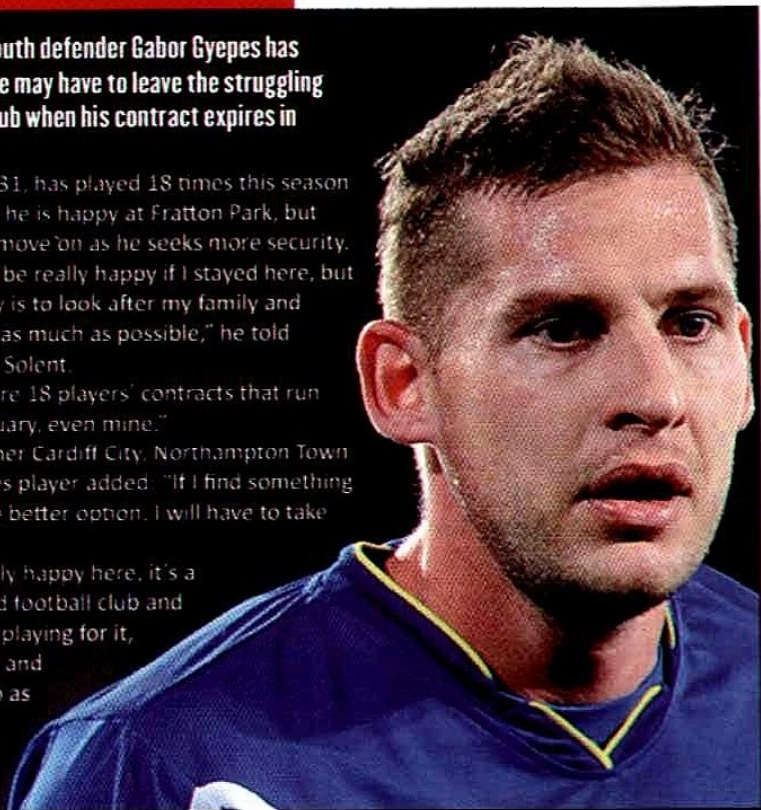 outh defender Gabor Gyepes has
e may have to leave the struggling
ub when his contract expires in
31, has played 18 times this season
he is happy at Fratton Park, but
move on as he seeks more security.
be really happy if I stayed here, but
y is to look after my family and
as much as possible," he told
Solent.
re 18 players' contracts that run
uary, even mine."
ner Cardiff City, Northampton Town
es player added: "If I find something
e better option, I will have to take
ly happy here, it's a
d football club and
playing for it,
and
o as